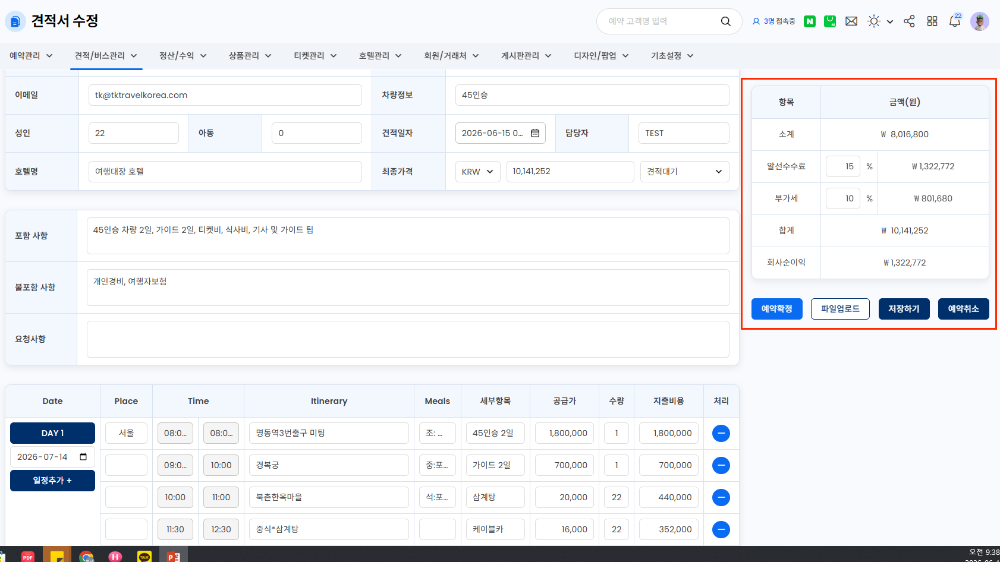 견적서 수정
예약 고객명 입력
3명 접속중
N
N
22
예약관리 견적/버스관리 정산/수익 상품관리 티켓관리 호텔관리 회원/거래처 게시판관리 디자인/팝업 기초설정
이메일 tk@tktravelkorea.com 차량정보 45인승
성인 22 아동 0 견적일자 2026-06-15 0... 담당자 TEST
호텔명 여행대장 호텔 최종가격 KRW 10,141,252 견적대기
포함 사항 45인승 차량 2일, 가이드 2일, 티켓비, 식사비, 기사 및 가이드 팁
불포함 사항 개인경비, 여행자보험
요청사항
항목 금액(원)
소계 ₩ 8,016,800
알선수수료 15 % ₩ 1,322,772
부가세 10 % ₩ 801,680
합계 ₩ 10,141,252
회사순이익 ₩ 1,322,772
예약확정 파일업로드 저장하기 예약취소
Date Place Time Itinerary Meals 세부항목 공급가 수량 지출비용 처리
DAY 1 서울 08:0... 08:0... 명동역3번출구 미팅 조: ... 45인승 2일 1,800,000 1 1,800,000
2026-07-14 09:0... 10:00 경복궁 중:포... 가이드 2일 700,000 1 700,000
일정추가 + 10:00 11:00 북촌한옥마을 석:포... 삼계탕 20,000 22 440,000
11:30 12:30 중식*삼계탕 케이블카 16,000 22 352,000
PDF
H
TALK
P
오전 9:38